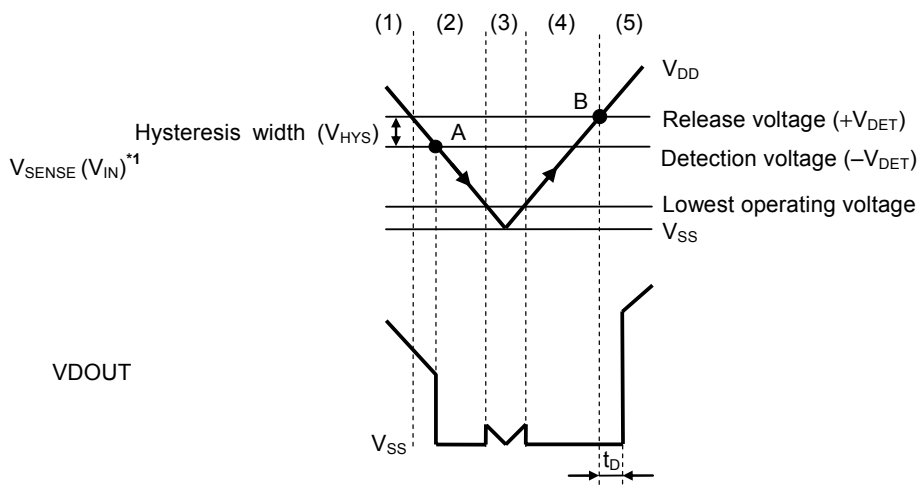 (1) (2) (3) (4) (5)
VDD
B
Release voltage (+VDET)
Hysteresis width (VHYS)
A
Detection voltage (–VDET)
VSENSE (VIN)*1
Lowest operating voltage
VSS
VDOUT
VSS
tD